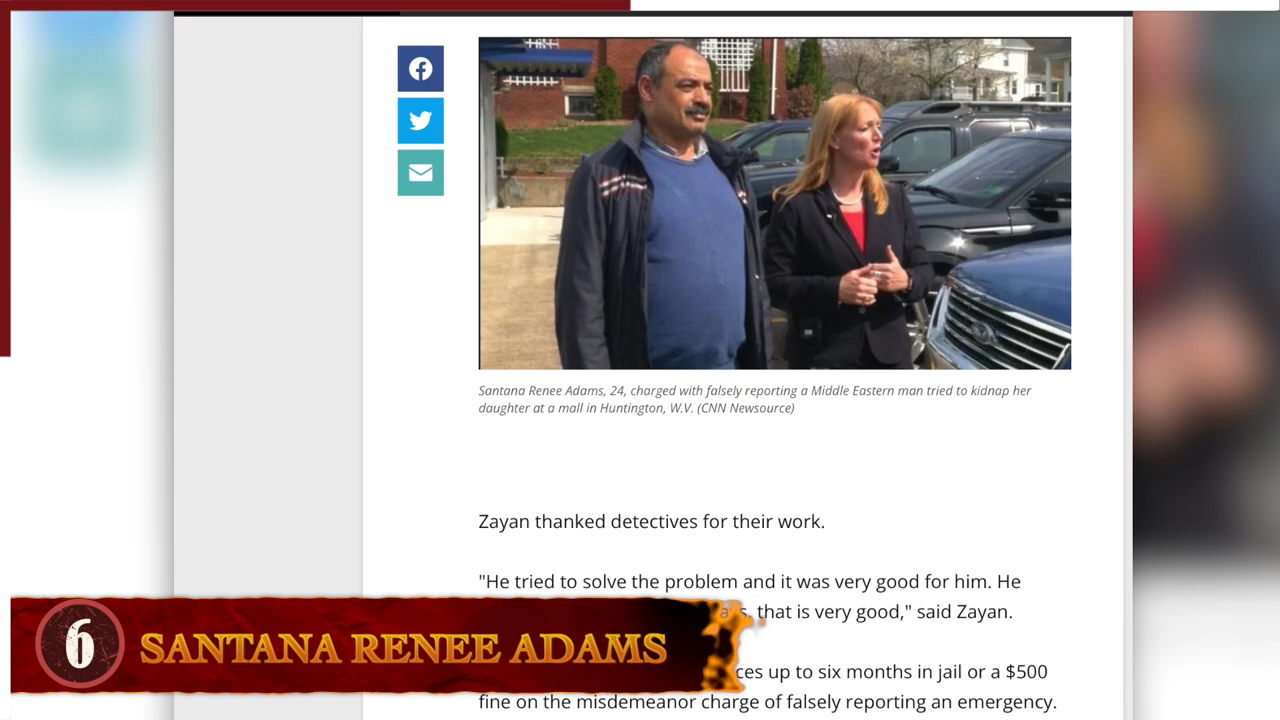 Santana Renee Adams, 24, charged with falsely reporting a Middle Eastern man tried to kidnap her
daughter at a mall in Huntington, W.V. (CNN Newsource)
Zayan thanked detectives for their work.
"He tried to solve the problem and it was very good for him. He
that is very good," said Zayan.
6 SANTANA RENEE ADAMS
up to six months in jail or a $500
fine on the misdemeanor charge of falsely reporting an emergency.